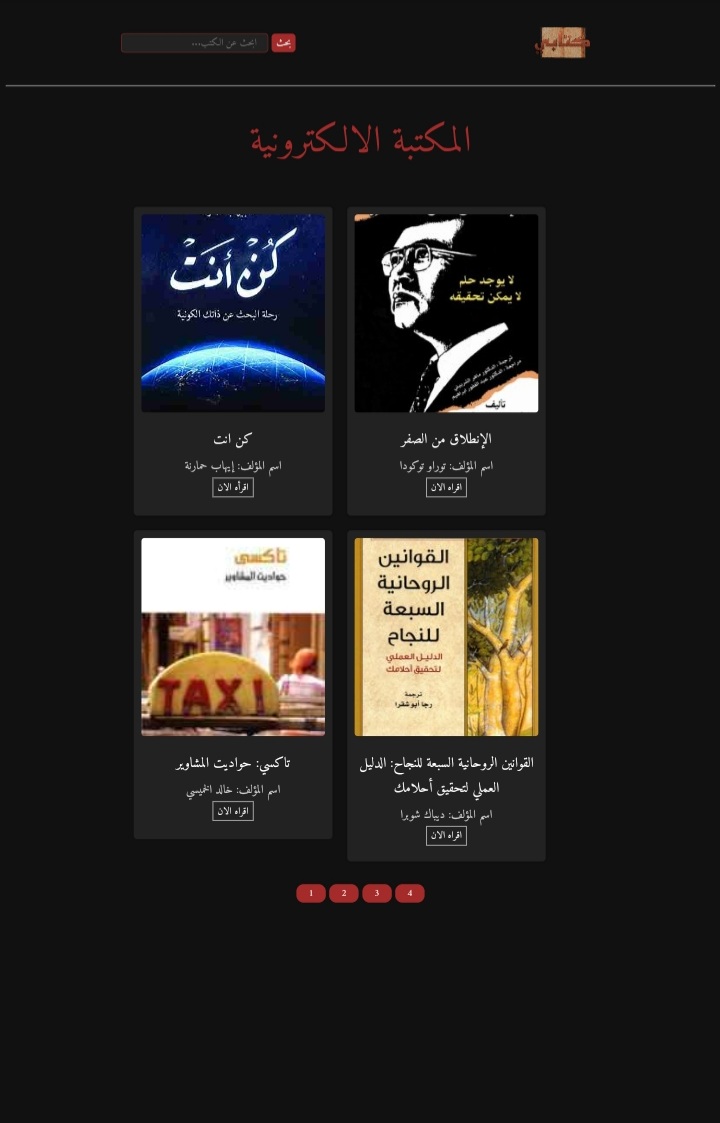 كتابي
بحث
ابحث عن الكتب...
المكتبة الالكترونية
لا يوجد حلم
لا يمكن تحقيقه
تأليف
الإنطلاق من الصفر
اسم المؤلف: توراو توكودا
اقراه الان
كن أنت
رحلة البحث عن ذاتك الكونية
كن انت
اسم المؤلف: إيهاب حمارنة
اقرأه الان
القوانين
الروحانية
السبعة
للنجاح
الدليل العملي
لتحقيق أحلامك
ترجمة
رجا أبو شقرا
القوانين الروحانية السبعة للنجاح: الدليل
العملي لتحقيق أحلامك
اسم المؤلف: ديباك شوبرا
اقراه الان
تاكسي
حواديت المشاوير
TAXI
تاكسي: حواديت المشاوير
اسم المؤلف: خالد الخميسي
اقراه الان
1 2 3 4